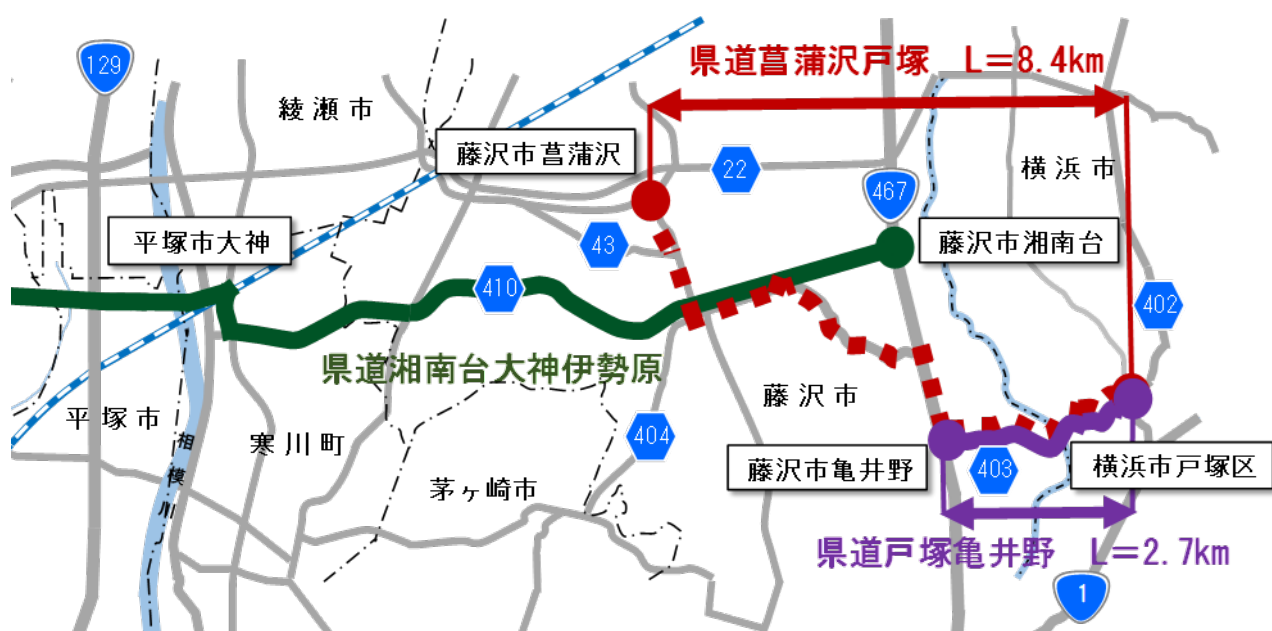 県道菖蒲沢戸塚　L＝8.4km
129
綾瀬市
藤沢市菖蒲沢
22
横浜市
467
平塚市大神
43
藤沢市湘南台
410
402
県道湘南台大神伊勢原
平塚市
相模川
寒川町
404
藤沢市
茅ヶ崎市
藤沢市亀井野
403
横浜市戸塚区
県道戸塚亀井野　L＝2.7km
1